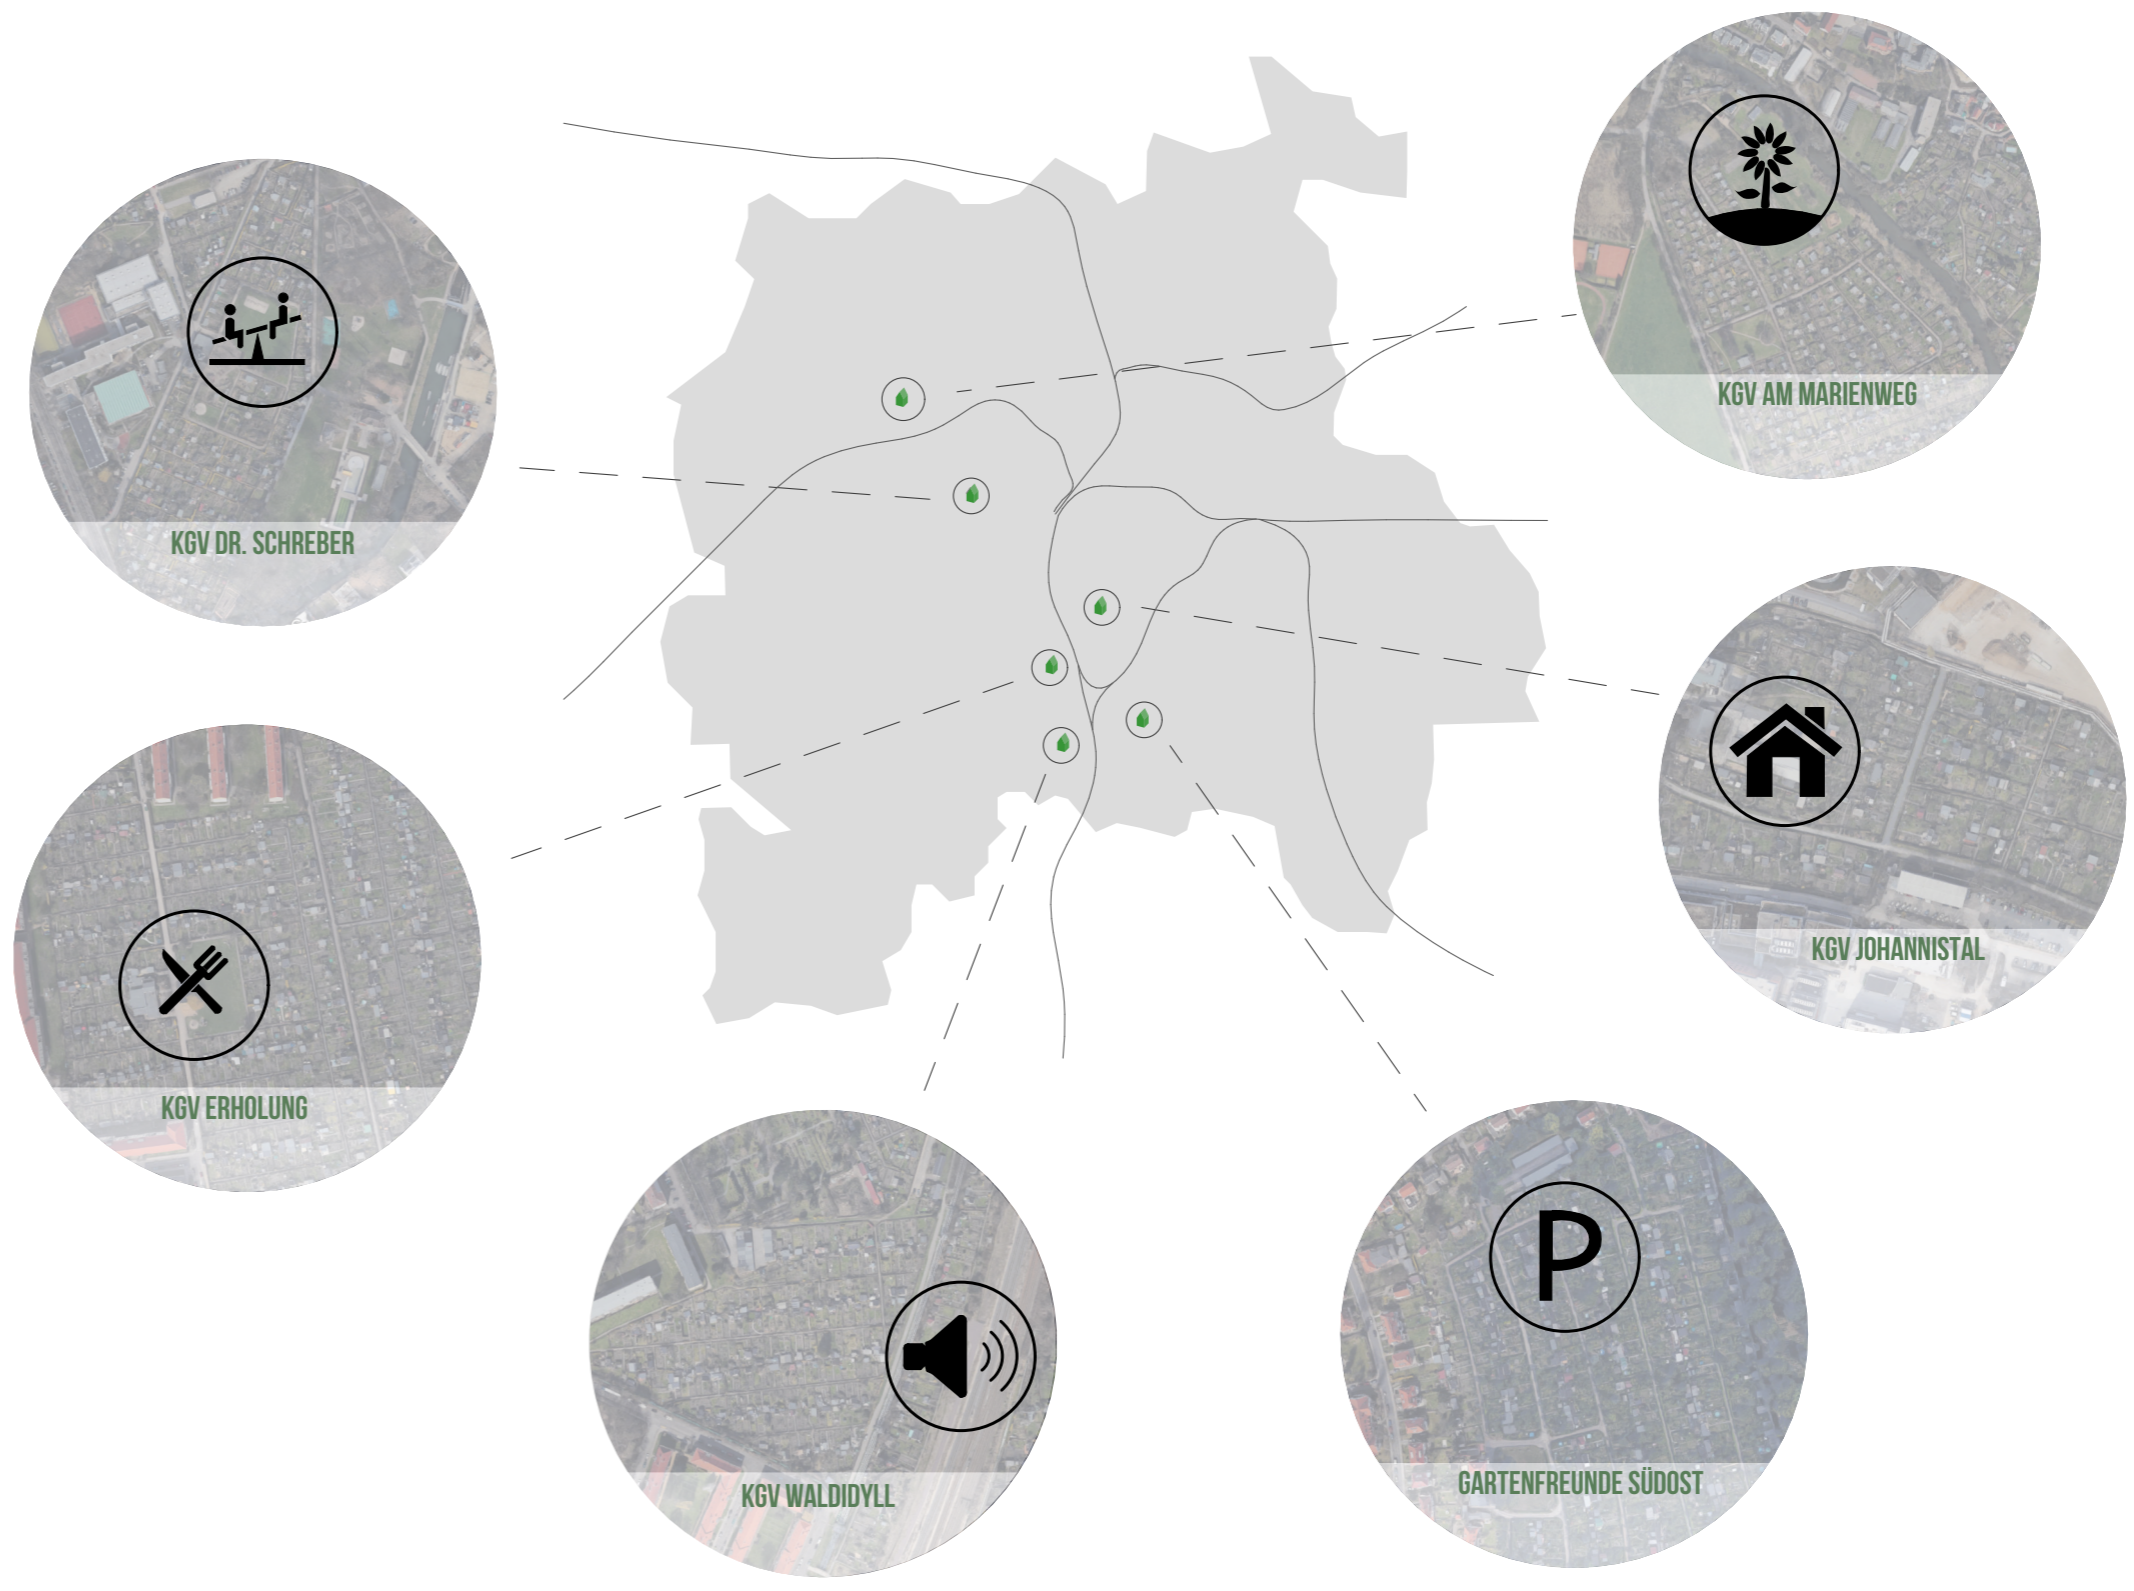 KGV AM MARIENWEG
KGV DR. SCHREBER
KGV JOHANNISTAL
KGV ERHOLUNG
P
KGV WALDIDYLL
GARTENFREUNDE SÜDOST